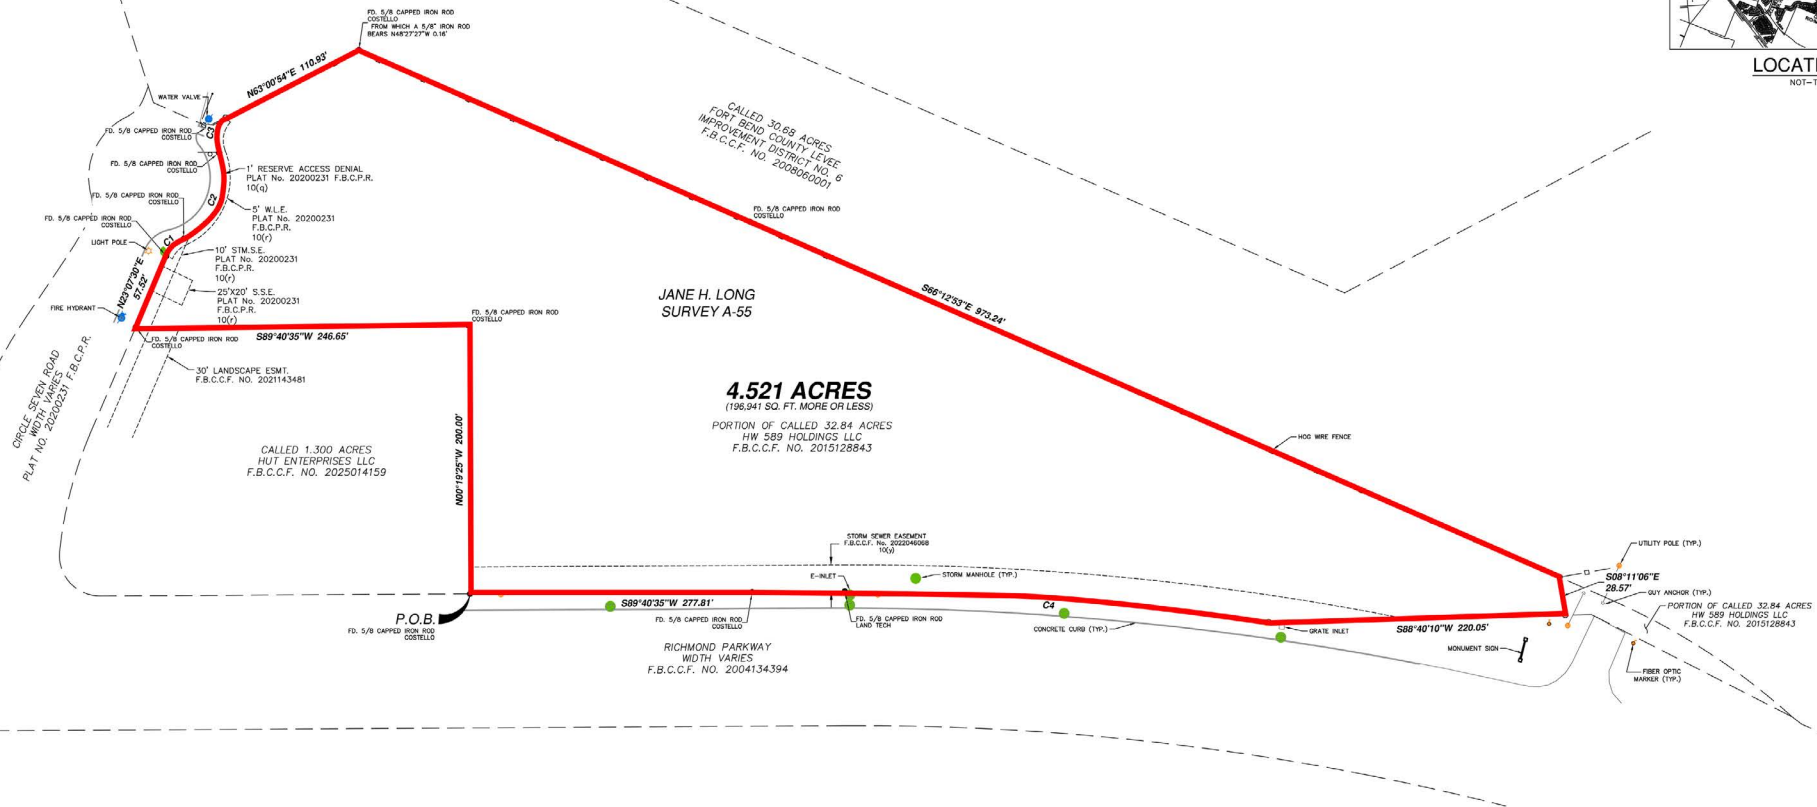 FD. 5/8 CAPPED IRON ROD
COSTELLO
FROM WHICH A 5/8" IRON ROD
BEARS N48°27'27"W 0.16'
LOCATI
NOT-T
N63°00'54"E 110.93'
WATER VALVE
FD. 5/8 CAPPED IRON ROD
COSTELLO
C3
FD. 5/8 CAPPED IRON ROD
COSTELLO
1' RESERVE ACCESS DENIAL
PLAT No. 20200231 F.B.C.P.R.
10(q)
FD. 5/8 CAPPED IRON ROD
COSTELLO
C2
5' W.L.E.
PLAT No. 20200231
F.B.C.P.R.
10(r)
FD. 5/8 CAPPED IRON ROD
COSTELLO
LIGHT POLE
C1
10' STM.S.E.
PLAT No. 20200231
F.B.C.P.R.
10(r)
N23°07'30"E
57.52'
25'X20' S.S.E.
PLAT No. 20200231
F.B.C.P.R.
10(r)
FIRE HYDRANT
FD. 5/8 CAPPED IRON ROD
COSTELLO
S89°40'35"W 246.65'
FD. 5/8 CAPPED IRON ROD
COSTELLO
30' LANDSCAPE ESMT.
F.B.C.C.F. NO. 2021143481
CIRCLE SEVEN ROAD
WIDTH VARIES
PLAT NO. 20200231 F.B.C.P.R.
CALLED 1.300 ACRES
HUT ENTERPRISES LLC
F.B.C.C.F. NO. 2025014159
N00°19'25"W 200.00'
CALLED 30.68 ACRES
FORT BEND COUNTY LEVEE
IMPROVEMENT DISTRICT NO. 6
F.B.C.C.F. NO. 2008060001
FD. 5/8 CAPPED IRON ROD
COSTELLO
JANE H. LONG
SURVEY A-55
S66°12'53"E 973.24'
4.521 ACRES
(196,941 SQ. FT. MORE OR LESS)
PORTION OF CALLED 32.84 ACRES
HW 589 HOLDINGS LLC
F.B.C.C.F. NO. 2015128843
HOG WIRE FENCE
STORM SEWER EASEMENT
F.B.C.C.F. No. 2022046068
10(y)
E-INLET
STORM MANHOLE (TYP.)
UTILITY POLE (TYP.)
S08°11'06"E
28.57'
GUY ANCHOR (TYP.)
PORTION OF CALLED 32.84 ACRES
HW 589 HOLDINGS LLC
F.B.C.C.F. NO. 2015128843
P.O.B.
FD. 5/8 CAPPED IRON ROD
COSTELLO
S89°40'35"W 277.81'
FD. 5/8 CAPPED IRON ROD
COSTELLO
FD. 5/8 CAPPED IRON ROD
LAND TECH
C4
CONCRETE CURB (TYP.)
GRATE INLET
S88°40'10"W 220.05'
MONUMENT SIGN
FIBER OPTIC
MARKER (TYP.)
RICHMOND PARKWAY
WIDTH VARIES
F.B.C.C.F. NO. 2004134394